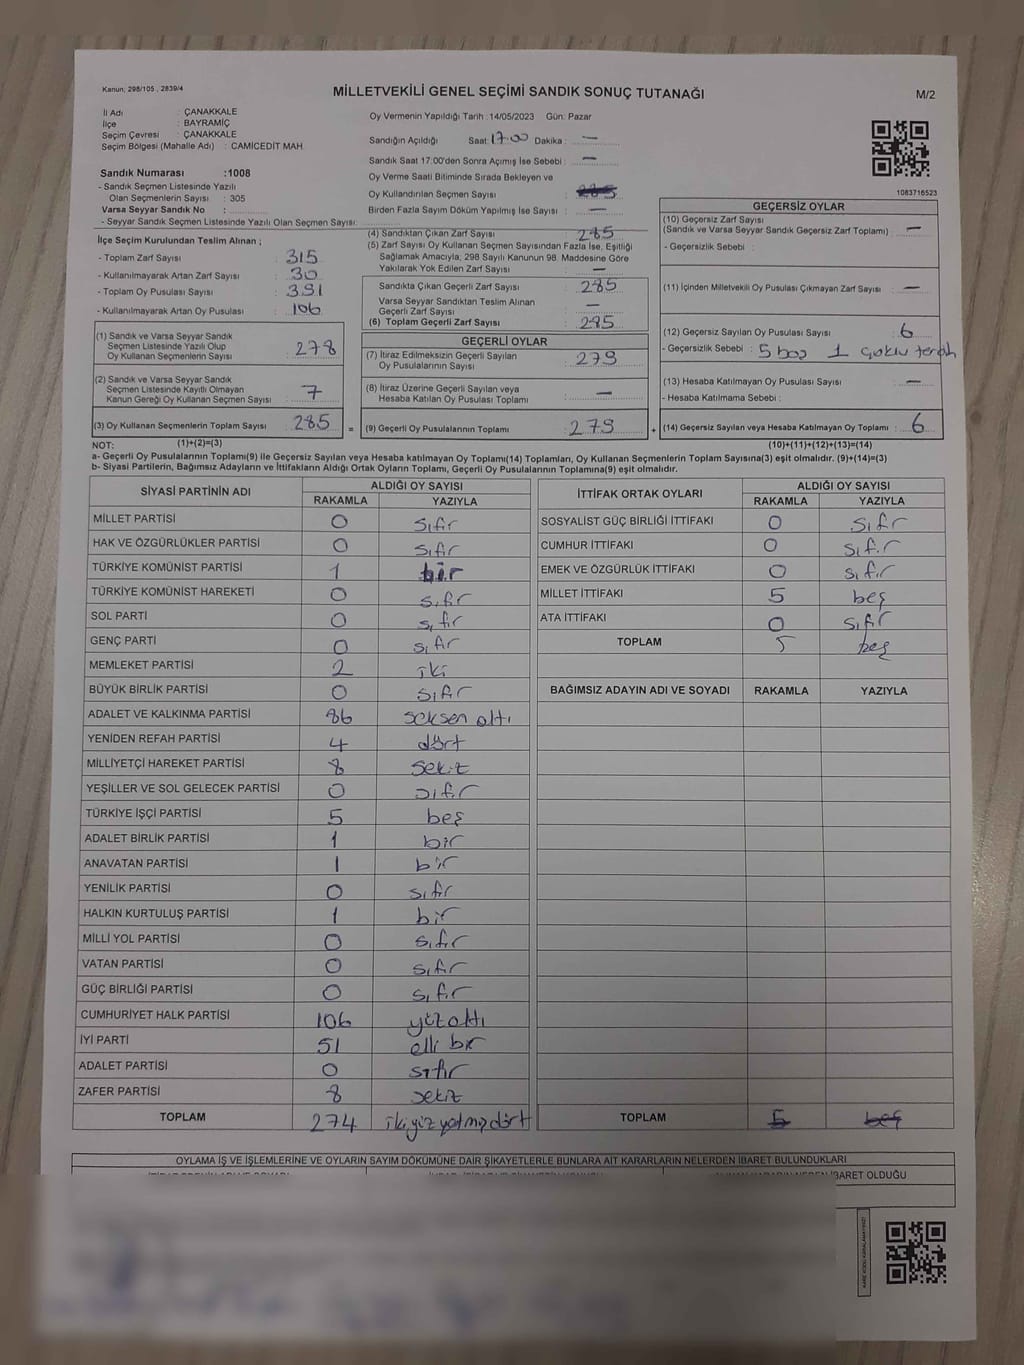 Kanun, 298/105 , 2839/4
MİLLETVEKİLİ GENEL SEÇİMİ SANDIK SONUÇ TUTANAĞI
M/2
İl Adı : ÇANAKKALE
İlçe : BAYRAMİÇ
Seçim Çevresi : ÇANAKKALE
Seçim Bölgesi (Mahalle Adı) : CAMİCEDİT MAH.
Sandık Numarası :1008
- Sandık Seçmen Listesinde Yazılı
Olan Seçmenlerin Sayısı : 305
Varsa Seyyar Sandık No :
- Seyyar Sandık Seçmen Listesinde Yazılı Olan Seçmen Sayısı:
İlçe Seçim Kurulundan Teslim Alınan ;
- Toplam Zarf Sayısı : 315
- Kullanılmayarak Artan Zarf Sayısı : 30
- Toplam Oy Pusulası Sayısı : 391
- Kullanılmayarak Artan Oy Pusulası : 106
(1) Sandık ve Varsa Seyyar Sandık
Seçmen Listesinde Yazılı Olup
Oy Kullanan Seçmenlerin Sayısı : 278
(2) Sandık ve Varsa Seyyar Sandık
Seçmen Listesinde Kayıtlı Olmayan
Kanun Gereği Oy Kullanan Seçmen Sayısı : 7
(3) Oy Kullanan Seçmenlerin Toplam Sayısı : 285 =
Oy Vermenin Yapıldığı Tarih : 14/05/2023 Gün: Pazar
Sandığın Açıldığı Saat: 17.00 Dakika : —
Sandık Saat 17:00'den Sonra Açımış İse Sebebi : —
Oy Verme Saati Bitiminde Sırada Bekleyen ve
Oy Kullandırılan Seçmen Sayısı : 285
Birden Fazla Sayım Döküm Yapılmış İse Sayısı : —
(4) Sandıktan Çıkan Zarf Sayısı : 285
(5) Zarf Sayısı Oy Kullanan Seçmen Sayısından Fazla İse, Eşitliği
Sağlamak Amacıyla; 298 Sayılı Kanunun 98. Maddesine Göre
Yakılarak Yok Edilen Zarf Sayısı : —
Sandıkta Çıkan Geçerli Zarf Sayısı : 285
Varsa Seyyar Sandıktan Teslim Alınan
Geçerli Zarf Sayısı : —
(6) Toplam Geçerli Zarf Sayısı : 285
GEÇERLİ OYLAR
(7) İtiraz Edilmeksizin Geçerli Sayılan
Oy Pusulalarının Sayısı : 279
(8) İtiraz Üzerine Geçerli Sayılan veya
Hesaba Katılan Oy Pusulası Toplamı : —
(9) Geçerli Oy Pusulalarının Toplamı : 279 +
1083716523
GEÇERSİZ OYLAR
(10) Geçersiz Zarf Sayısı
(Sandık ve Varsa Seyyar Sandık Geçersiz Zarf Toplamı) : —
- Geçersizlik Sebebi :
(11) İçinden Milletvekili Oy Pusulası Çıkmayan Zarf Sayısı : —
(12) Geçersiz Sayılan Oy Pusulası Sayısı : 6
- Geçersizlik Sebebi : 5 boş 1 çoklu tercih
(13) Hesaba Katılmayan Oy Pusulası Sayısı : —
- Hesaba Katılmama Sebebi :
(14) Geçersiz Sayılan veya Hesaba Katılmayan Oy Toplamı : 6
NOT: (1)+(2)=(3) (10)+(11)+(12)+(13)=(14)
a- Geçerli Oy Pusulalarının Toplamı(9) ile Geçersiz Sayılan veya Hesaba Katılmayan Oy Toplamı(14) Toplamları, Oy Kullanan Seçmenlerin Toplam Sayısına(3) eşit olmalıdır. (9)+(14)=(3)
b- Siyasi Partilerin, Bağımsız Adayların ve İttifakların Aldığı Ortak Oyların Toplamı, Geçerli Oy Pusulalarının Toplamına(9) eşit olmalıdır.
SİYASİ PARTİNİN ADI ALDIĞI OY SAYISI
RAKAMLA YAZIYLA
MİLLET PARTİSİ 0 sıfır
HAK VE ÖZGÜRLÜKLER PARTİSİ 0 sıfır
TÜRKİYE KOMÜNİST PARTİSİ 1 bir
TÜRKİYE KOMÜNİST HAREKETİ 0 sıfır
SOL PARTİ 0 sıfır
GENÇ PARTİ 0 sıfır
MEMLEKET PARTİSİ 2 iki
BÜYÜK BİRLİK PARTİSİ 0 sıfır
ADALET VE KALKINMA PARTİSİ 86 seksen altı
YENİDEN REFAH PARTİSİ 4 dört
MİLLİYETÇİ HAREKET PARTİSİ 8 sekiz
YEŞİLLER VE SOL GELECEK PARTİSİ 0 sıfır
TÜRKİYE İŞÇİ PARTİSİ 5 beş
ADALET BİRLİK PARTİSİ 1 bir
ANAVATAN PARTİSİ 1 bir
YENİLİK PARTİSİ 0 sıfır
HALKIN KURTULUŞ PARTİSİ 1 bir
MİLLİ YOL PARTİSİ 0 sıfır
VATAN PARTİSİ 0 sıfır
GÜÇ BİRLİĞİ PARTİSİ 0 sıfır
CUMHURİYET HALK PARTİSİ 106 yüz altı
İYİ PARTİ 51 elli bir
ADALET PARTİSİ 0 sıfır
ZAFER PARTİSİ 8 sekiz
TOPLAM 274 ikiyüz yetmiş dört
İTTİFAK ORTAK OYLARI ALDIĞI OY SAYISI
RAKAMLA YAZIYLA
SOSYALİST GÜÇ BİRLİĞİ İTTİFAKI 0 sıfır
CUMHUR İTTİFAKI 0 sıfır
EMEK VE ÖZGÜRLÜK İTTİFAKI 0 sıfır
MİLLET İTTİFAKI 5 beş
ATA İTTİFAKI 0 sıfır
TOPLAM 5 beş
BAĞIMSIZ ADAYIN ADI VE SOYADI RAKAMLA YAZIYLA
TOPLAM 5 beş
OYLAMA İŞ VE İŞLEMLERİNE VE OYLARIN SAYIM DÖKÜMÜNE DAİR ŞİKAYETLERLE BUNLARA AİT KARARLARIN NELERDEN İBARET BULUNDUKLARI
İBARET OLDUĞU
KARE KODU KARALAMAYINIZ!